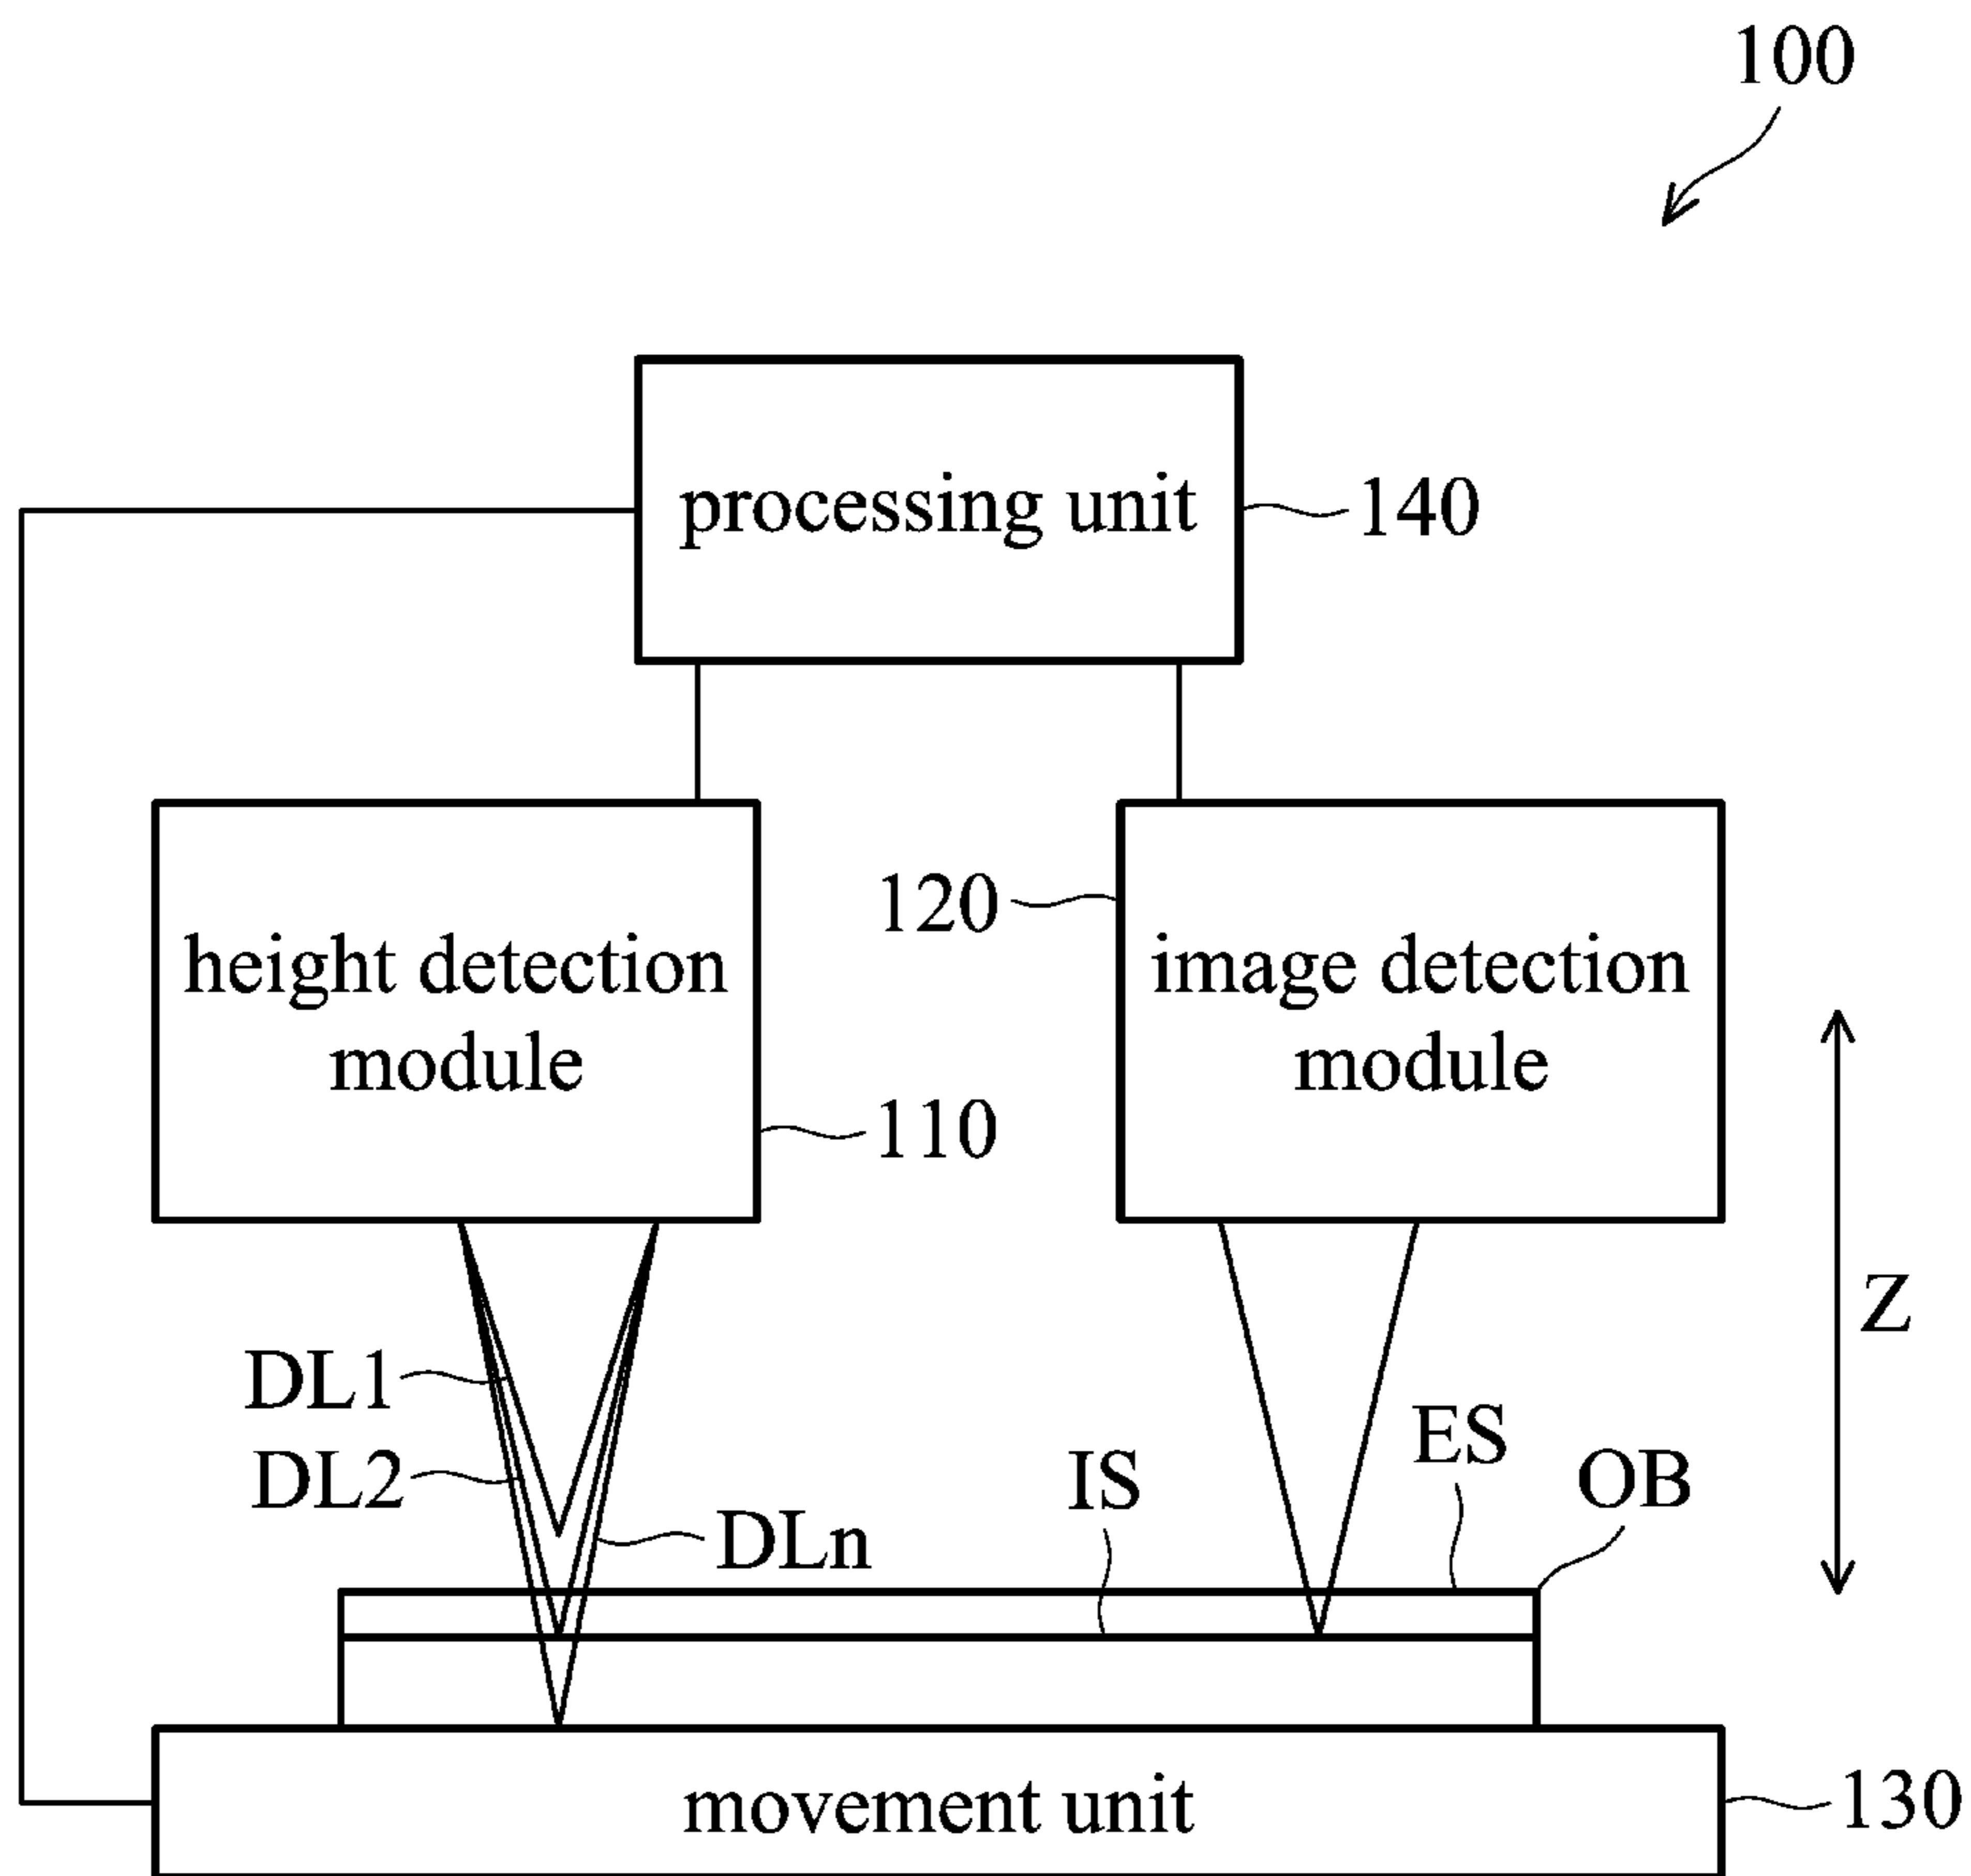 100
processing unit
140
120
height detection
module
image detection
module
110
Z
DL1
DL2
DLn
IS
ES
OB
movement unit
130